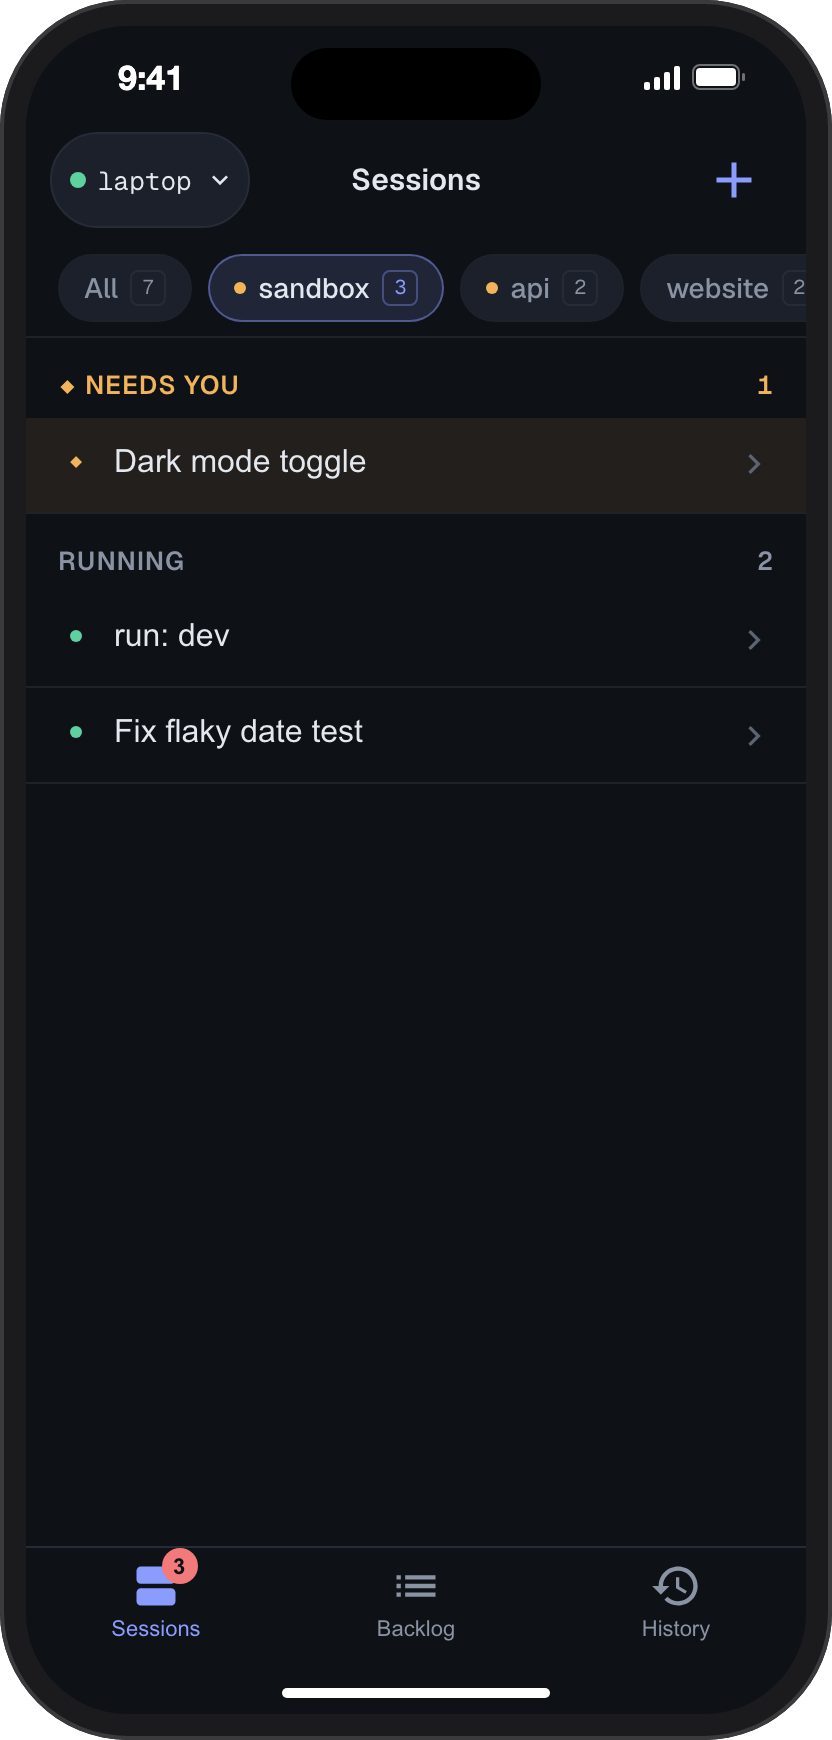 9:41
laptop Sessions
All 7 sandbox 3 api 2 website 2
NEEDS YOU 1
Dark mode toggle
RUNNING 2
run: dev
Fix flaky date test
3
Sessions Backlog History